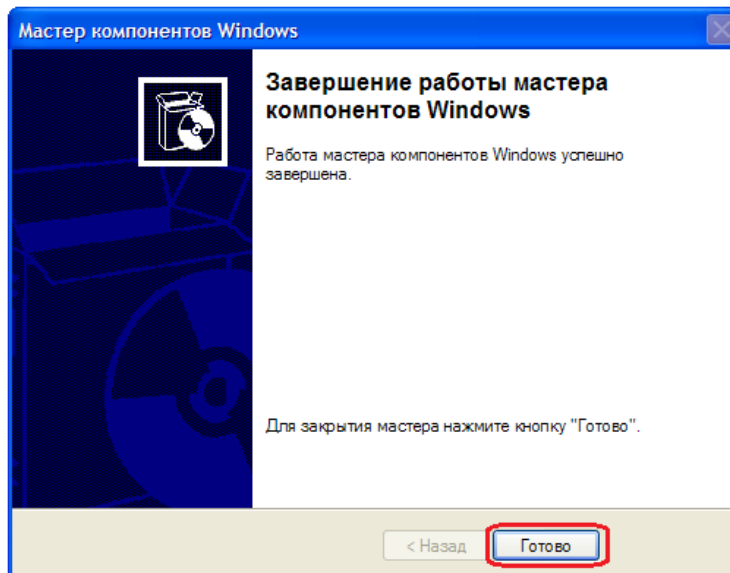 Мастер компонентов Windows
Завершение работы мастера
компонентов Windows
Работа мастера компонентов Windows успешно
завершена.
Для закрытия мастера нажмите кнопку "Готово".
< Назад
Готово